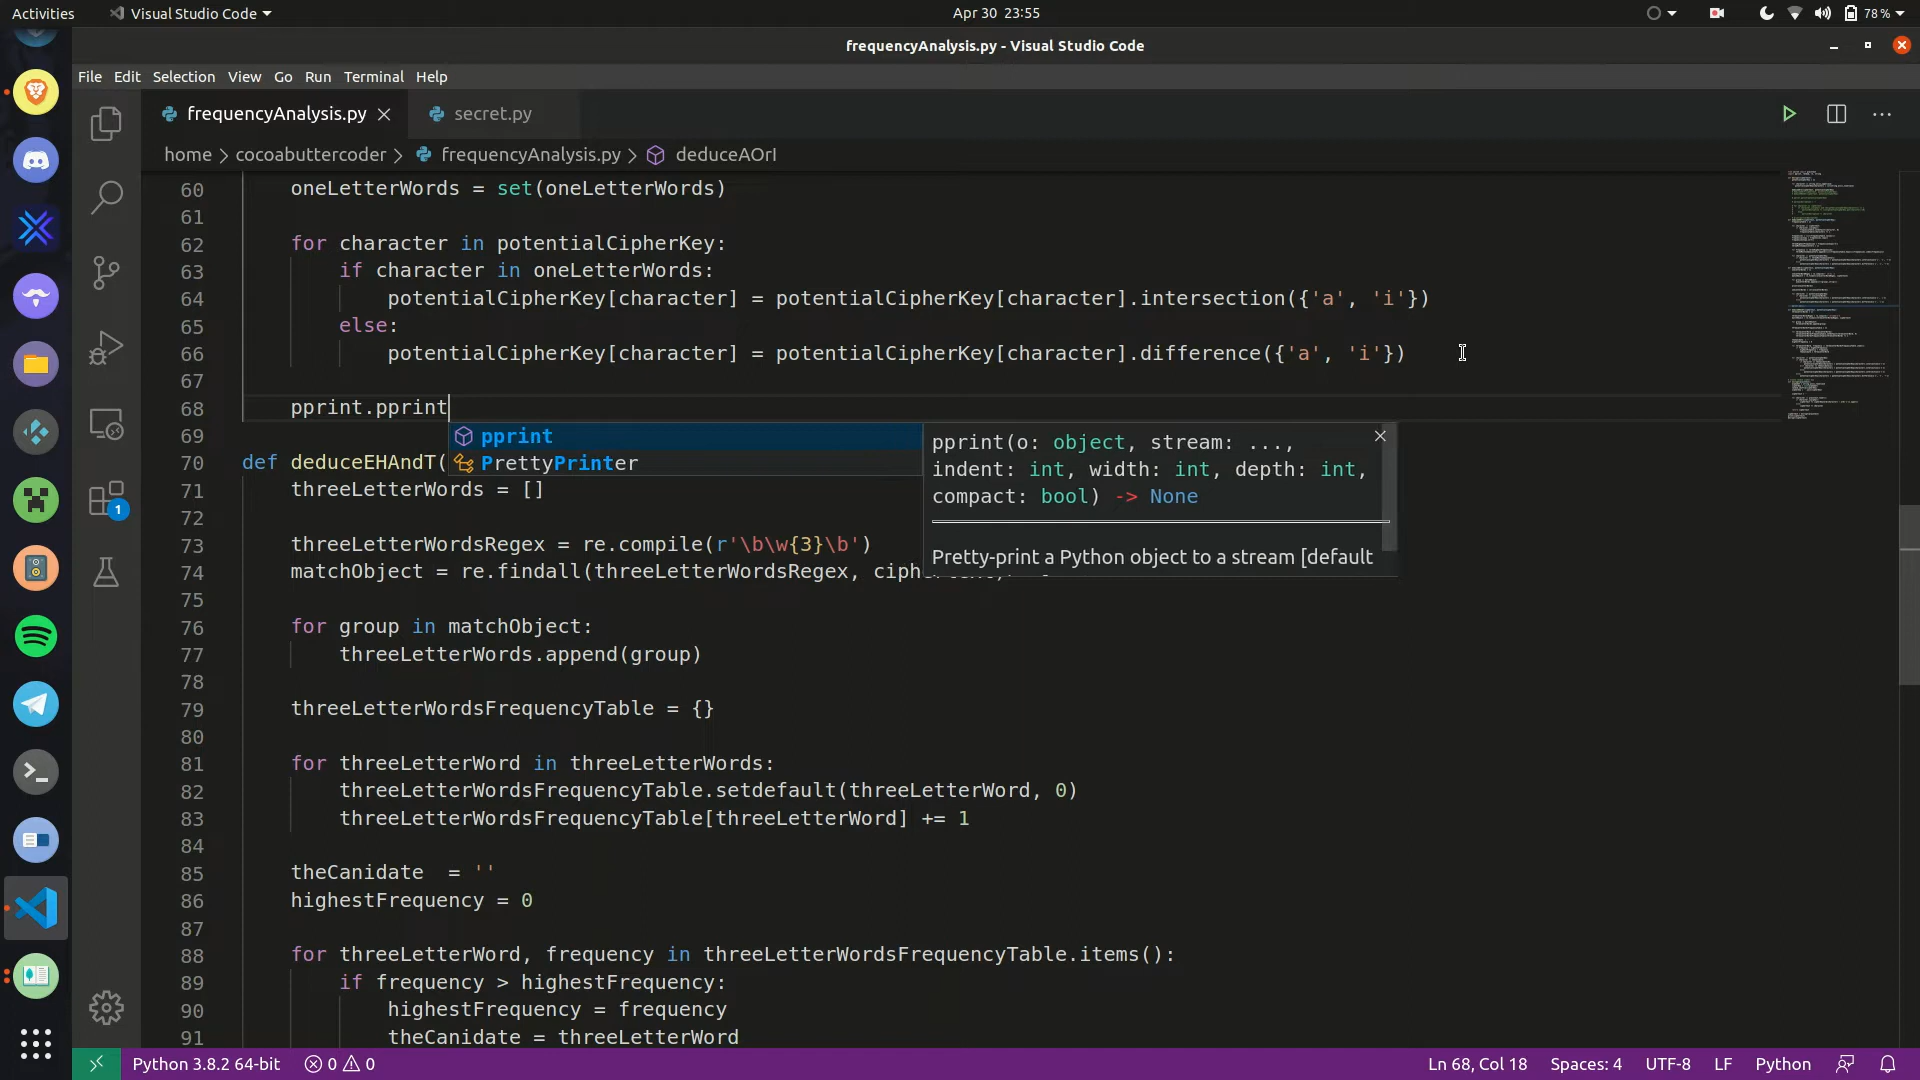 Activities
Visual Studio Code
Apr 30 23:55
78 %
frequencyAnalysis.py - Visual Studio Code
File Edit Selection View Go Run Terminal Help
frequencyAnalysis.py
secret.py
home > cocoabuttercoder > frequencyAnalysis.py > deduceAOrI
60 oneLetterWords = set(oneLetterWords)
61
62 for character in potentialCipherKey:
63 if character in oneLetterWords:
64 potentialCipherKey[character] = potentialCipherKey[character].intersection({'a', 'i'})
65 else:
66 potentialCipherKey[character] = potentialCipherKey[character].difference({'a', 'i'})
67
68 pprint.pprint
69
pprint
PrettyPrinter
pprint(o: object, stream: ...,
indent: int, width: int, depth: int,
compact: bool) -> None
Pretty-print a Python object to a stream [default
70 def deduceEHAndT(
71 threeLetterWords = []
72
73 threeLetterWordsRegex = re.compile(r'\b\w{3}\b')
74 matchObject = re.findall(threeLetterWordsRegex, ciph
75
76 for group in matchObject:
77 threeLetterWords.append(group)
78
79 threeLetterWordsFrequencyTable = {}
80
81 for threeLetterWord in threeLetterWords:
82 threeLetterWordsFrequencyTable.setdefault(threeLetterWord, 0)
83 threeLetterWordsFrequencyTable[threeLetterWord] += 1
84
85 theCanidate  = ''
86 highestFrequency = 0
87
88 for threeLetterWord, frequency in threeLetterWordsFrequencyTable.items():
89 if frequency > highestFrequency:
90 highestFrequency = frequency
91 theCanidate = threeLetterWord
1
Python 3.8.2 64-bit
0 0
Ln 68, Col 18
Spaces: 4
UTF-8
LF
Python